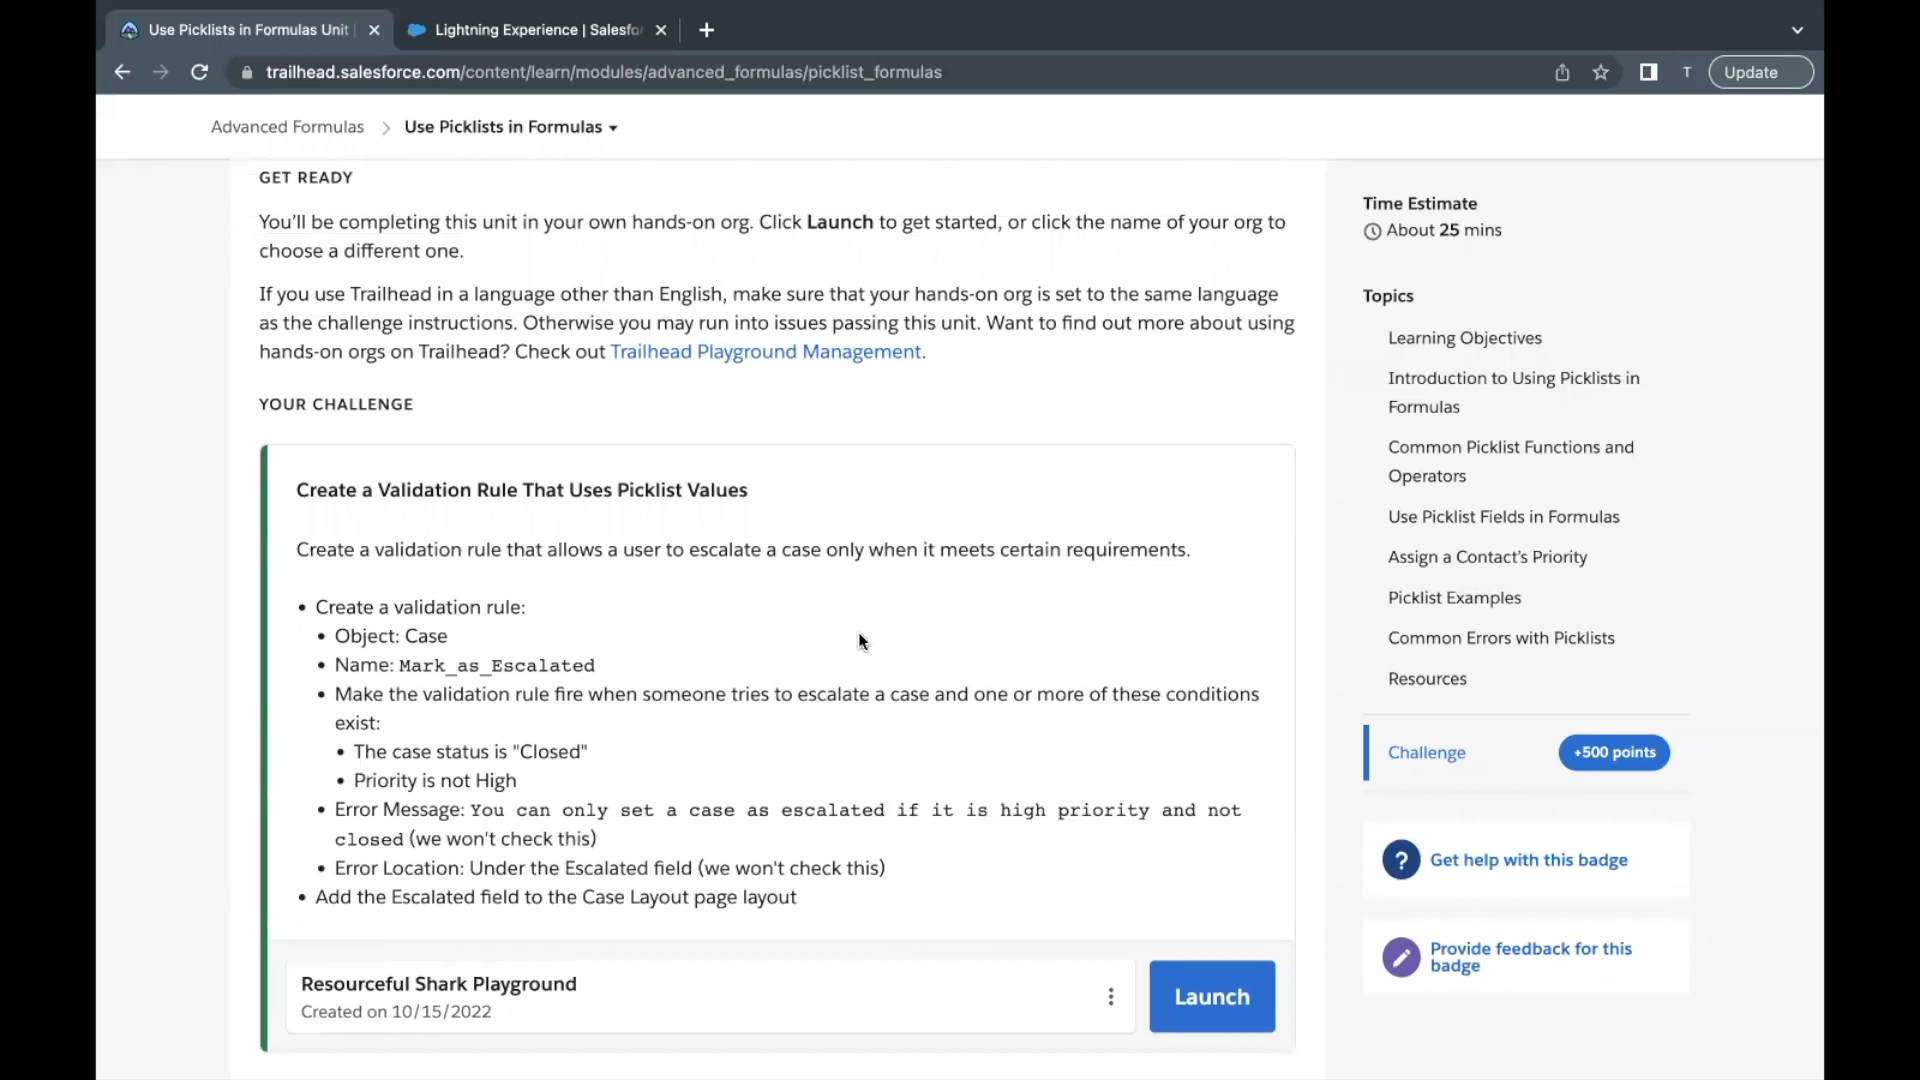 Use Picklists in Formulas Unit
Lightning Experience | Salesfor
trailhead.salesforce.com/content/learn/modules/advanced_formulas/picklist_formulas
T
Update
Advanced Formulas
Use Picklists in Formulas
GET READY
You'll be completing this unit in your own hands-on org. Click Launch to get started, or click the name of your org to
choose a different one.
If you use Trailhead in a language other than English, make sure that your hands-on org is set to the same language
as the challenge instructions. Otherwise you may run into issues passing this unit. Want to find out more about using
hands-on orgs on Trailhead? Check out Trailhead Playground Management.
YOUR CHALLENGE
Create a Validation Rule That Uses Picklist Values
Create a validation rule that allows a user to escalate a case only when it meets certain requirements.
• Create a validation rule:
• Object: Case
• Name: Mark_as_Escalated
• Make the validation rule fire when someone tries to escalate a case and one or more of these conditions
exist:
• The case status is "Closed"
• Priority is not High
• Error Message: You can only set a case as escalated if it is high priority and not
closed (we won't check this)
• Error Location: Under the Escalated field (we won't check this)
• Add the Escalated field to the Case Layout page layout
Resourceful Shark Playground
Created on 10/15/2022
Launch
Time Estimate
About 25 mins
Topics
Learning Objectives
Introduction to Using Picklists in
Formulas
Common Picklist Functions and
Operators
Use Picklist Fields in Formulas
Assign a Contact's Priority
Picklist Examples
Common Errors with Picklists
Resources
Challenge
+500 points
? Get help with this badge
Provide feedback for this
badge